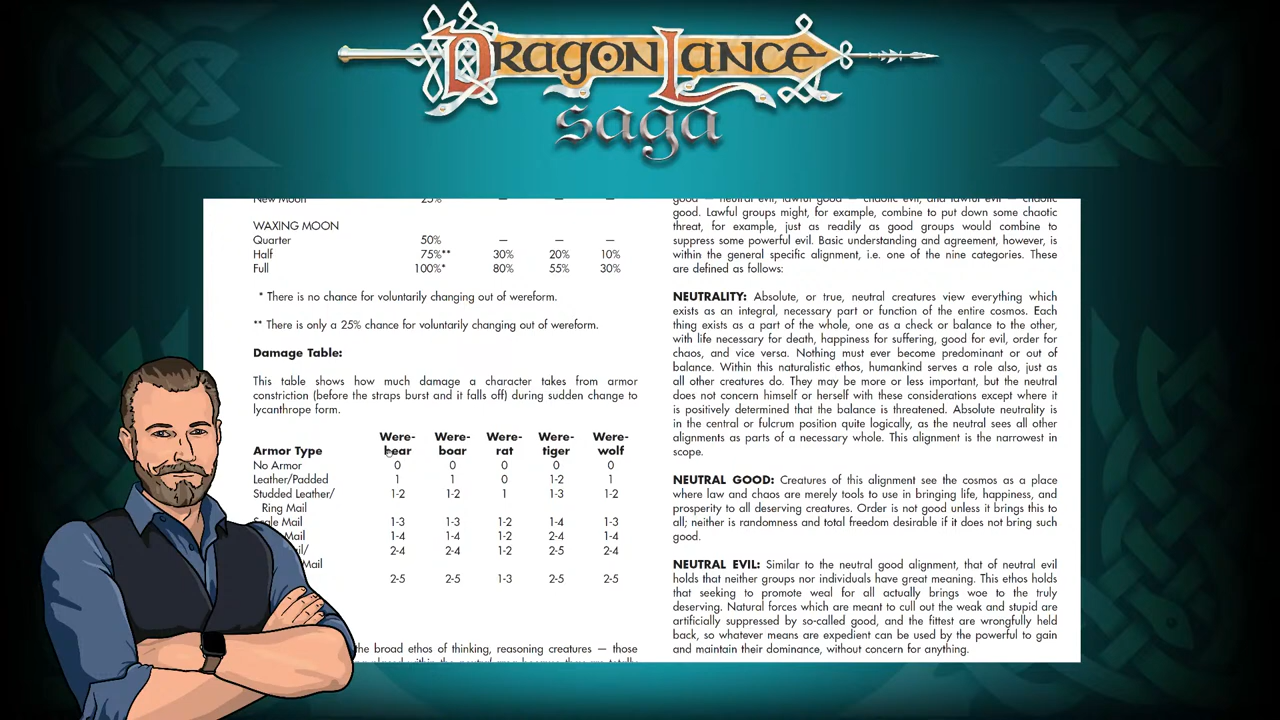 DragonLance
saga
New Moon 25% — — —
WAXING MOON
Quarter 50% — — —
Half 75%** 30% 20% 10%
Full 100%* 80% 55% 30%
* There is no chance for voluntarily changing out of wereform.
** There is only a 25% chance for voluntarily changing out of wereform.
Damage Table:
This table shows how much damage a character takes from armor
constriction (before the straps burst and it falls off) during sudden change to
lycanthrope form.
Were- Were- Were- Were- Were-
Armor Type bear boar rat tiger wolf
No Armor 0 0 0 0 0
Leather/Padded 1 1 0 1-2 1
Studded Leather/ 1-2 1-2 1 1-3 1-2
Ring Mail
Scale Mail 1-3 1-3 1-2 1-4 1-3
Mail 1-4 1-4 1-2 2-4 1-4
2-4 2-4 1-2 2-5 2-4
Mail
2-5 2-5 1-3 2-5 2-5
the broad ethos of thinking, reasoning creatures — those
good — neutral evil, lawful good — chaotic evil, and lawful evil — chaotic
good. Lawful groups might, for example, combine to put down some chaotic
threat, for example, just as readily as good groups would combine to
suppress some powerful evil. Basic understanding and agreement, however, is
within the general specific alignment, i.e. one of the nine categories. These
are defined as follows:
NEUTRALITY: Absolute, or true, neutral creatures view everything which
exists as an integral, necessary part or function of the entire cosmos. Each
thing exists as a part of the whole, one as a check or balance to the other,
with life necessary for death, happiness for suffering, good for evil, order for
chaos, and vice versa. Nothing must ever become predominant or out of
balance. Within this naturalistic ethos, humankind serves a role also, just as
all other creatures do. They may be more or less important, but the neutral
does not concern himself or herself with these considerations except where it
is positively determined that the balance is threatened. Absolute neutrality is
in the central or fulcrum position quite logically, as the neutral sees all other
alignments as parts of a necessary whole. This alignment is the narrowest in
scope.
NEUTRAL GOOD: Creatures of this alignment see the cosmos as a place
where law and chaos are merely tools to use in bringing life, happiness, and
prosperity to all deserving creatures. Order is not good unless it brings this to
all; neither is randomness and total freedom desirable if it does not bring such
good.
NEUTRAL EVIL: Similar to the neutral good alignment, that of neutral evil
holds that neither groups nor individuals have great meaning. This ethos holds
that seeking to promote weal for all actually brings woe to the truly
deserving. Natural forces which are meant to cull out the weak and stupid are
artificially suppressed by so-called good, and the fittest are wrongfully held
back, so whatever means are expedient can be used by the powerful to gain
and maintain their dominance, without concern for anything.